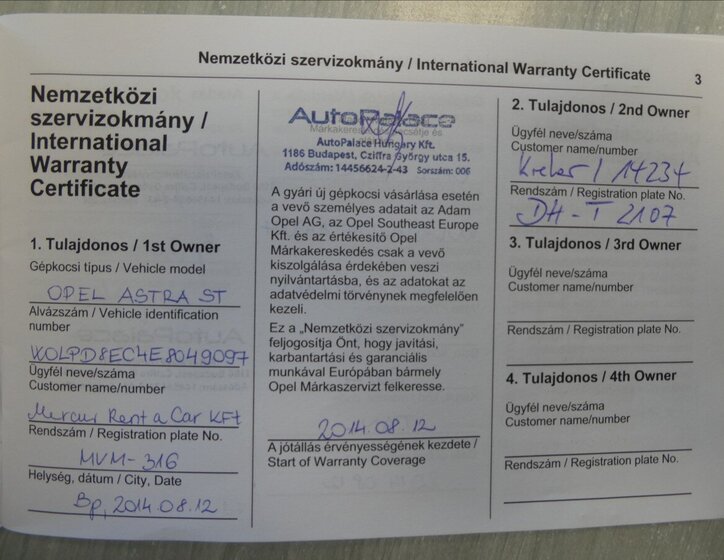 Nemzetközi szervizokmány / International Warranty Certificate 3
Nemzetközi
szervizokmány /
International
Warranty
Certificate
1. Tulajdonos / 1st Owner
Gépkocsi típus / Vehicle model
OPEL ASTRA ST
Alvázszám / Vehicle identification
number
WOLPD8EC4E8049097
Ügyfél neve/száma
Customer name/number
Mercur Rent a Car KFt
Rendszám / Registration plate No.
MVM-316
Helység, dátum / City, Date
Bp, 2014.08.12
AutoPalace
AutoPalace Hungary Kft.
1186 Budapest, Cziffra György utca 15.
Adószám: 14456624-2-43 Sorszám: 006
A gyári új gépkocsi vásárlása esetén
a vevő személyes adatait az Adam
Opel AG, az Opel Southeast Europe
Kft. és az értékesítő Opel
Márkakereskedés csak a vevő
kiszolgálása érdekében veszi
nyilvántartásba, és az adatokat az
adatvédelmi törvénynek megfelelően
kezeli.
Ez a „Nemzetközi szervizokmány”
feljogosítja Önt, hogy javítási,
karbantartási és garanciális
munkával Európában bármely
Opel Márkaszervizt felkeresse.
2014.08.12
A jótállás érvényességének kezdete /
Start of Warranty Coverage
2. Tulajdonos / 2nd Owner
Ügyfél neve/száma
Customer name/number
14234
Rendszám / Registration plate No.
DH-T 2107
3. Tulajdonos / 3rd Owner
Ügyfél neve/száma
Customer name/number
Rendszám / Registration plate No.
4. Tulajdonos / 4th Owner
Ügyfél neve/száma
Customer name/number
Rendszám / Registration plate No.